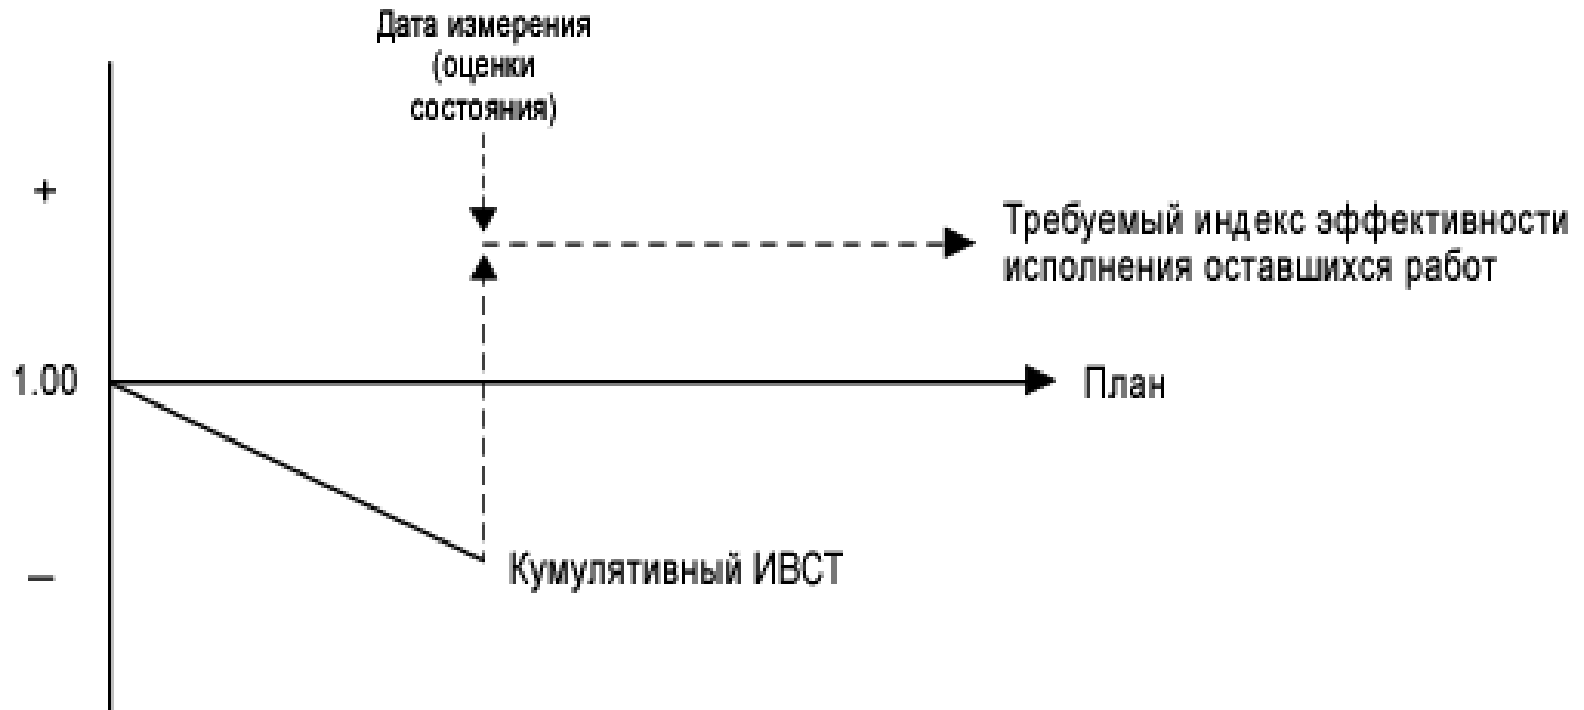 Дата измерения
(оценки
состояния)
+
Требуемый индекс эффективности
исполнения оставшихся работ
1.00
План
Кумулятивный ИВСТ
–